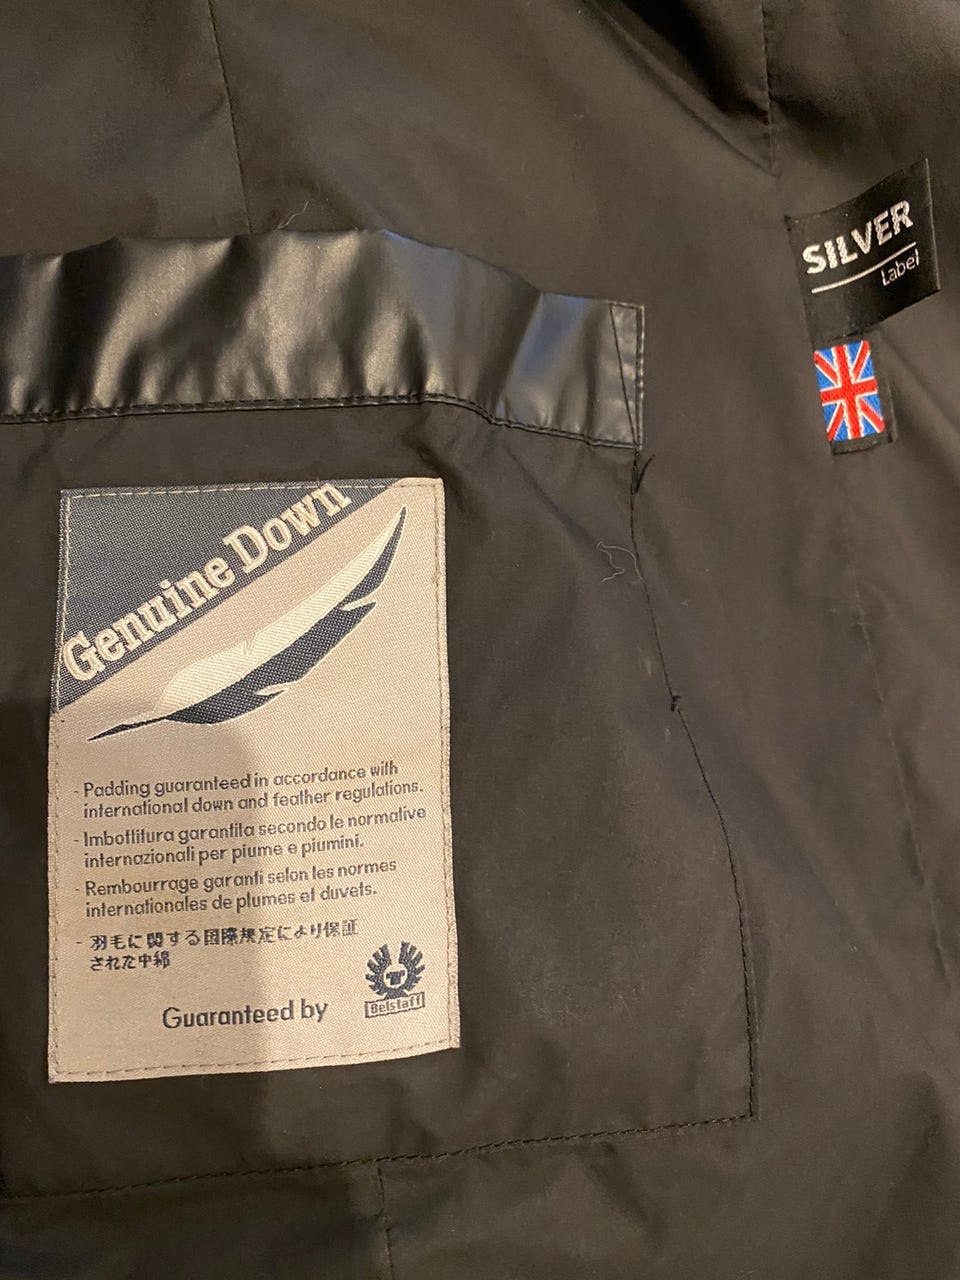 SILVER
Label
Genuine Down
- Padding guaranteed in accordance with
international down and feather regulations.
- Imbottitura garantita secondo le normative
internazionali per piume e piumini.
- Rembourrage garanti selon les normes
internationales de plumes et duvets.
- 羽毛に関する国際規定により保証
された中綿
Guaranteed by
Belstaff